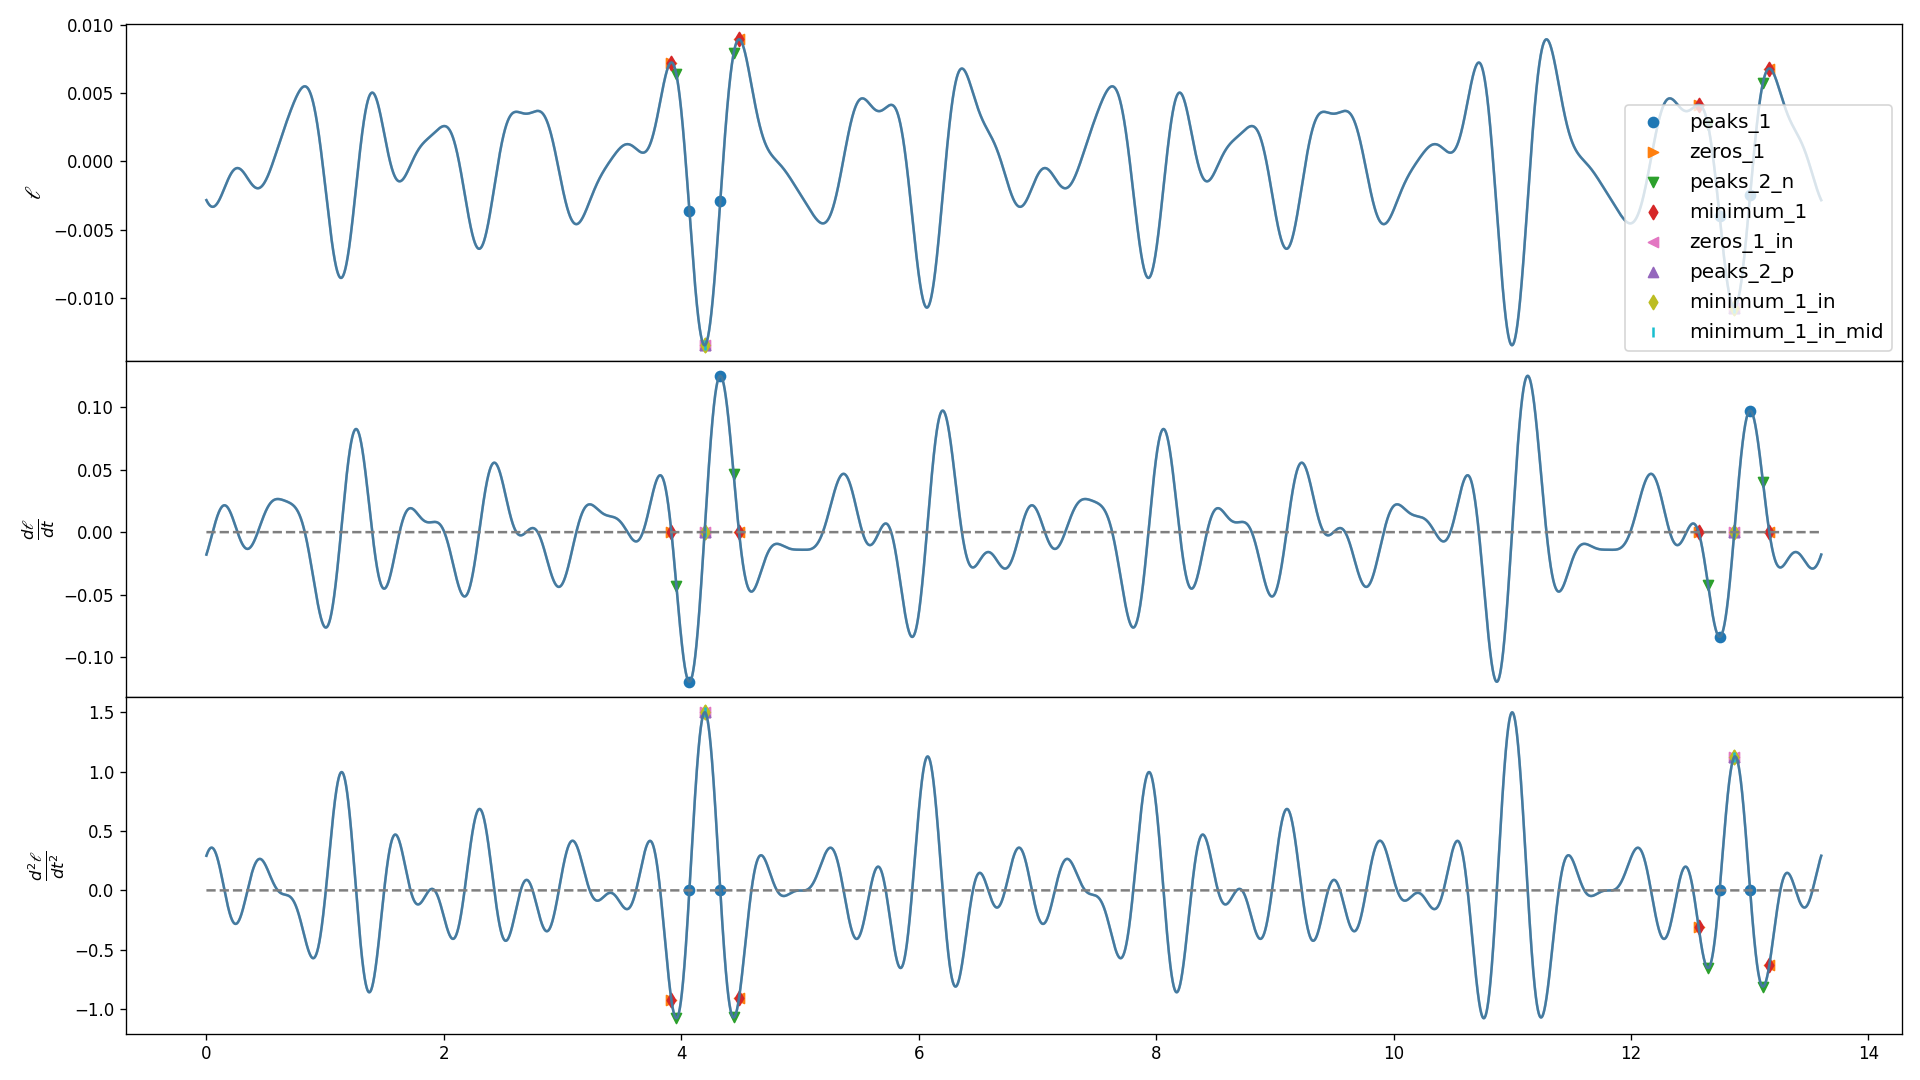 0.010
0.005
0.000
−0.005
−0.010
ℓ
peaks_1
zeros_1
peaks_2_n
minimum_1
zeros_1_in
peaks_2_p
minimum_1_in
minimum_1_in_mid
0.10
0.05
0.00
−0.05
−0.10
dℓ
dt
1.5
1.0
0.5
0.0
−0.5
−1.0
d²ℓ
dt²
0 2 4 6 8 10 12 14